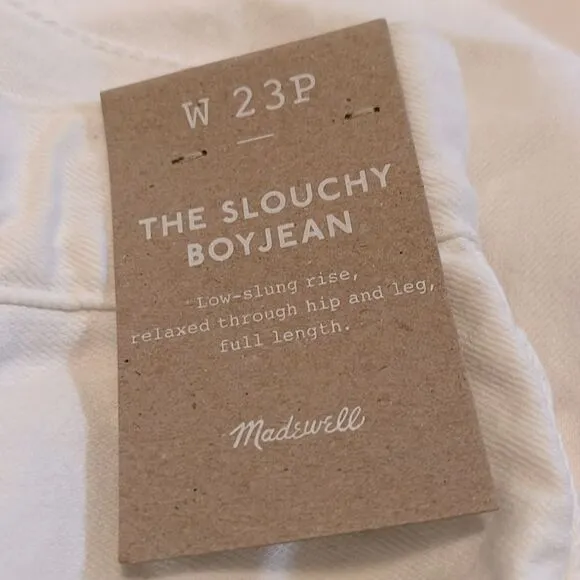 W 23P
THE SLOUCHY
BOYJEAN
Low-slung rise,
relaxed through hip and leg,
full length.
Madewell